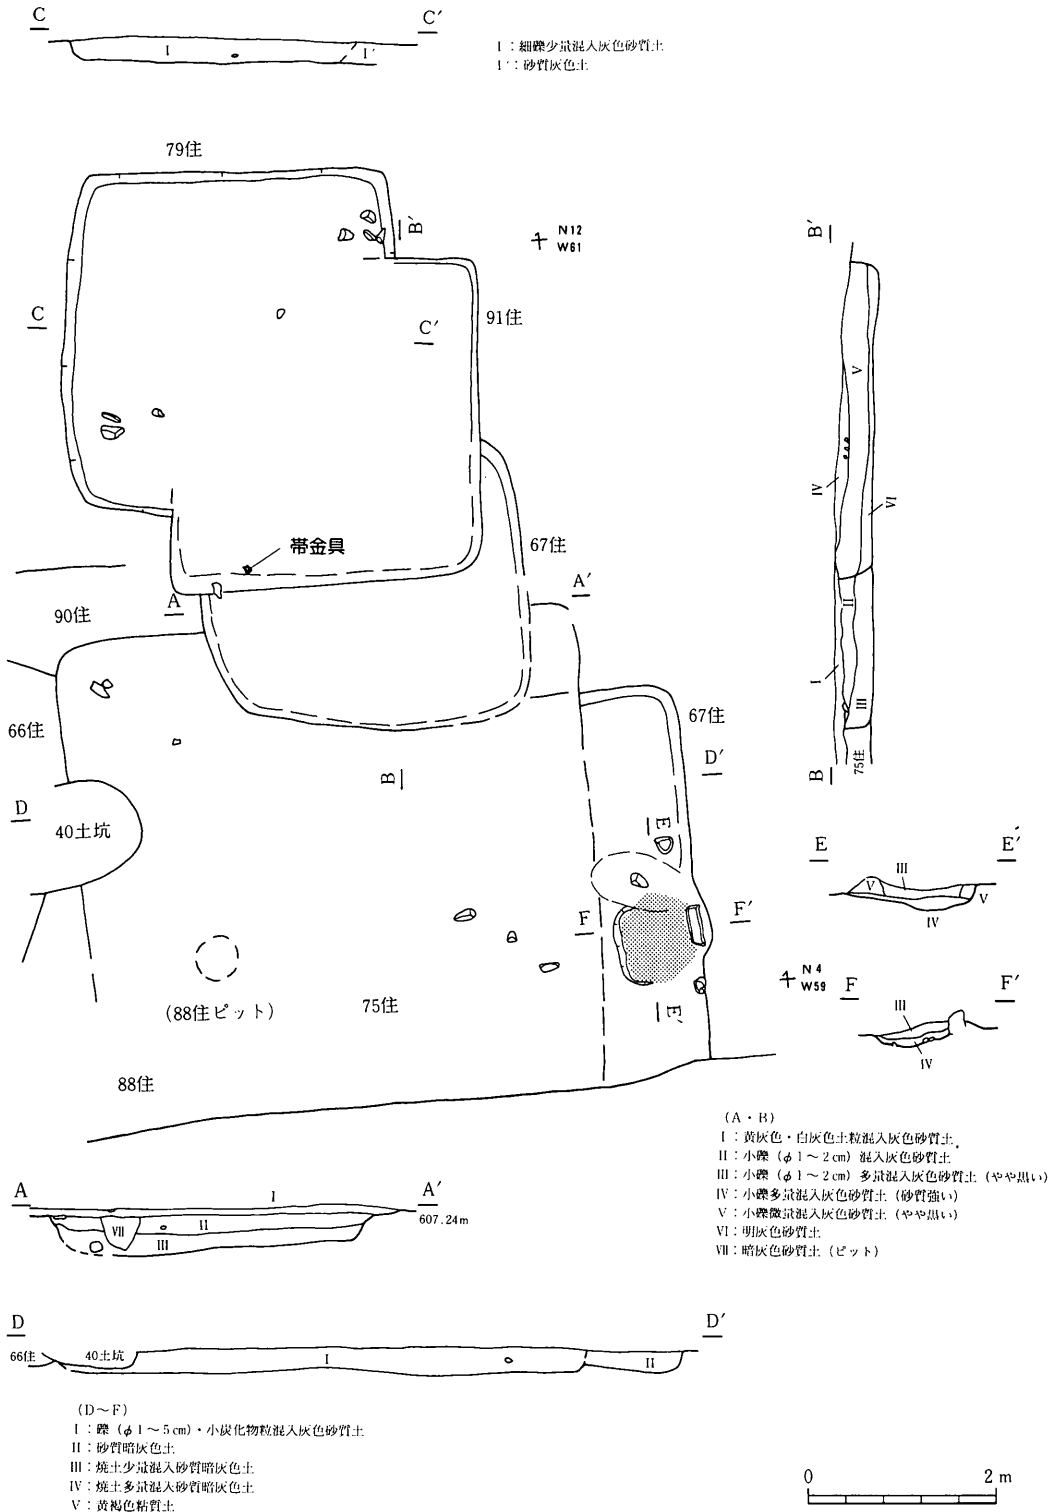 C C′
I I′
I：細礫少量混入灰色砂質土
I′：砂質灰色土
79住
B′
N12
W61
B′
C
C′
91住
V
IV
VI
帯金具
67住
A
A′
90住
II
I
III
66住
67住
B
D′
B
75住
D
40土坑
E
E E′
III
V
V
IV
F
F′
N4
W59
F F′
III
IV
(88住ピット)
75住
E′
88住
(A・B)
I：黄灰色・白灰色土粒混入灰色砂質土
II：小礫（φ1～2㎝）混入灰色砂質土
III：小礫（φ1～2㎝）多量混入灰色砂質土（やや黒い）
IV：小礫多量混入灰色砂質土（砂質強い）
V：小礫微量混入灰色砂質土（やや黒い）
VI：明灰色砂質土
VII：暗灰色砂質土（ピット）
A A′
I
607.24m
VII II
III
D D′
66住 40土坑 I II
(D～F)
I：礫（φ1～5㎝）・小炭化物粒混入灰色砂質土
II：砂質暗灰色土
III：焼土少量混入砂質暗灰色土
IV：焼土多量混入砂質暗灰色土
V：黄褐色粘質土
0 2m